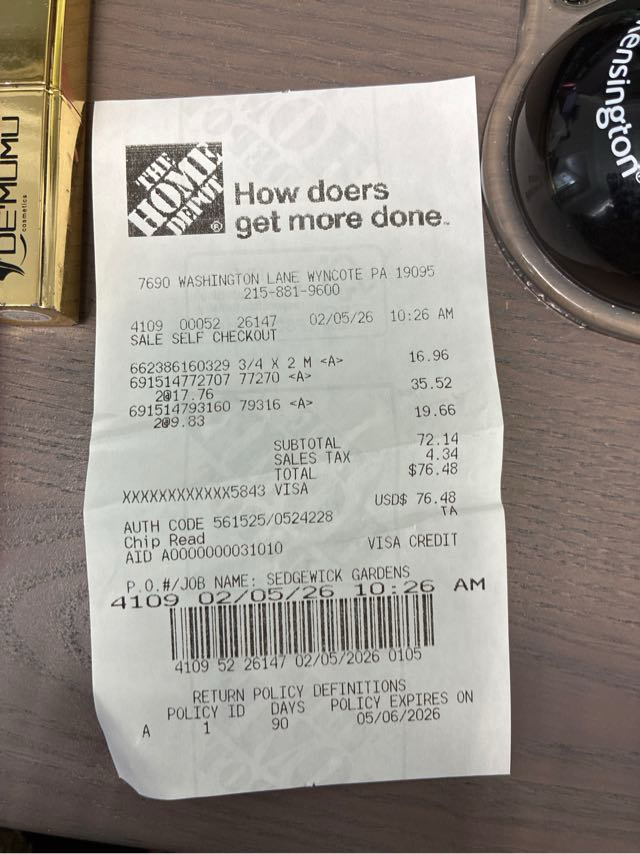 DE'MOMO
cosmetics
Kensington
THE
HOME
DEPOT
®
How doers
get more done™
7690 WASHINGTON LANE WYNCOTE PA 19095
215-881-9600
4109 00052 26147 02/05/26 10:26 AM
SALE SELF CHECKOUT
662386160329 3/4 X 2 M <A> 16.96
691514772707 77270 <A>
2@17.76 35.52
691514793160 79316 <A>
2@9.83 19.66
SUBTOTAL 72.14
SALES TAX 4.34
TOTAL $76.48
XXXXXXXXXXXX5843 VISA
USD$ 76.48
AUTH CODE 561525/0524228 TA
Chip Read
AID A0000000031010 VISA CREDIT
P.O.#/JOB NAME: SEDGEWICK GARDENS
4109 02/05/26 10:26 AM
4109 52 26147 02/05/2026 0105
RETURN POLICY DEFINITIONS
POLICY ID DAYS POLICY EXPIRES ON
A 1 90 05/06/2026